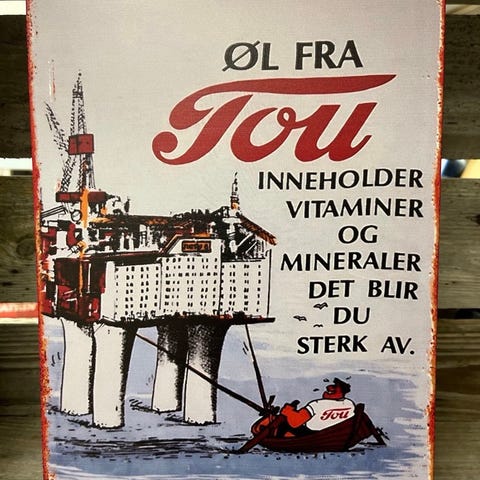 ØL FRA
Tou
INNEHOLDER
VITAMINER
OG
MINERALER
DET BLIR
DU
STERK AV.
Tou